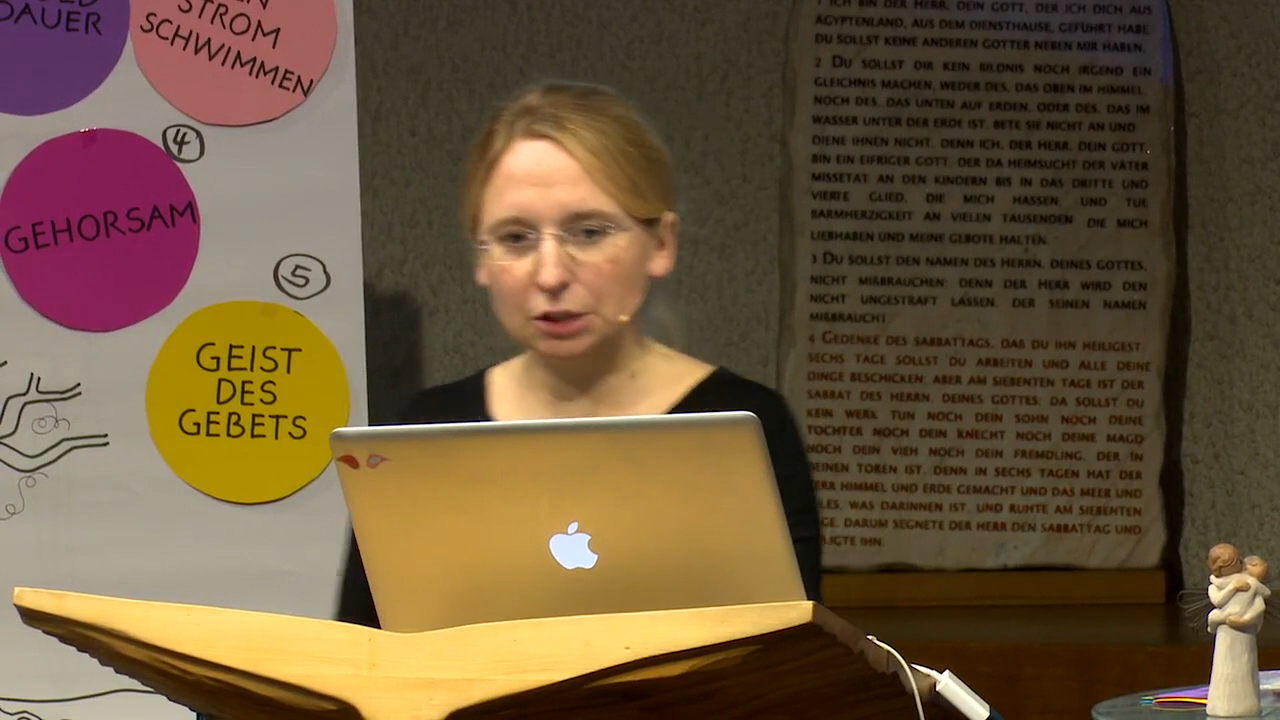 DAUER
STROM
SCHWIMMEN
4
GEHORSAM
5
GEIST
DES
GEBETS
1 ICH BIN DER HERR, DEIN GOTT, DER ICH DICH AUS
ÄGYPTENLAND, AUS DEM DIENSTHAUSE, GEFÜHRT HABE.
DU SOLLST KEINE ANDEREN GÖTTER NEBEN MIR HABEN.
2 DU SOLLST DIR KEIN BILDNIS NOCH IRGEND EIN
GLEICHNIS MACHEN, WEDER DES, DAS OBEN IM HIMMEL,
NOCH DES, DAS UNTEN AUF ERDEN, ODER DES, DAS IM
WASSER UNTER DER ERDE IST. BETE SIE NICHT AN UND
DIENE IHNEN NICHT. DENN ICH, DER HERR, DEIN GOTT,
BIN EIN EIFRIGER GOTT, DER DA HEIMSUCHT DER VÄTER
MISSETAT AN DEN KINDERN BIS IN DAS DRITTE UND
VIERTE GLIED, DIE MICH HASSEN; UND TUE
BARMHERZIGKEIT AN VIELEN TAUSENDEN, DIE MICH
LIEBHABEN UND MEINE GEBOTE HALTEN.
3 DU SOLLST DEN NAMEN DES HERRN, DEINES GOTTES,
NICHT MIßBRAUCHEN; DENN DER HERR WIRD DEN
NICHT UNGESTRAFT LASSEN, DER SEINEN NAMEN
MIßBRAUCHT.
4 GEDENKE DES SABBATTAGS, DAS DU IHN HEILIGEST.
SECHS TAGE SOLLST DU ARBEITEN UND ALLE DEINE
DINGE BESCHICKEN; ABER AM SIEBENTEN TAGE IST DER
SABBAT DES HERRN, DEINES GOTTES; DA SOLLST DU
KEIN WERK TUN NOCH DEIN SOHN NOCH DEINE
TOCHTER NOCH DEIN KNECHT NOCH DEINE MAGD
NOCH DEIN VIEH NOCH DEIN FREMDLING, DER IN
DEINEN TOREN IST. DENN IN SECHS TAGEN HAT DER
HERR HIMMEL UND ERDE GEMACHT UND DAS MEER UND
ALLES, WAS DARINNEN IST, UND RUHTE AM SIEBENTEN
TAGE. DARUM SEGNETE DER HERR DEN SABBATTAG UND
HEILIGTE IHN.